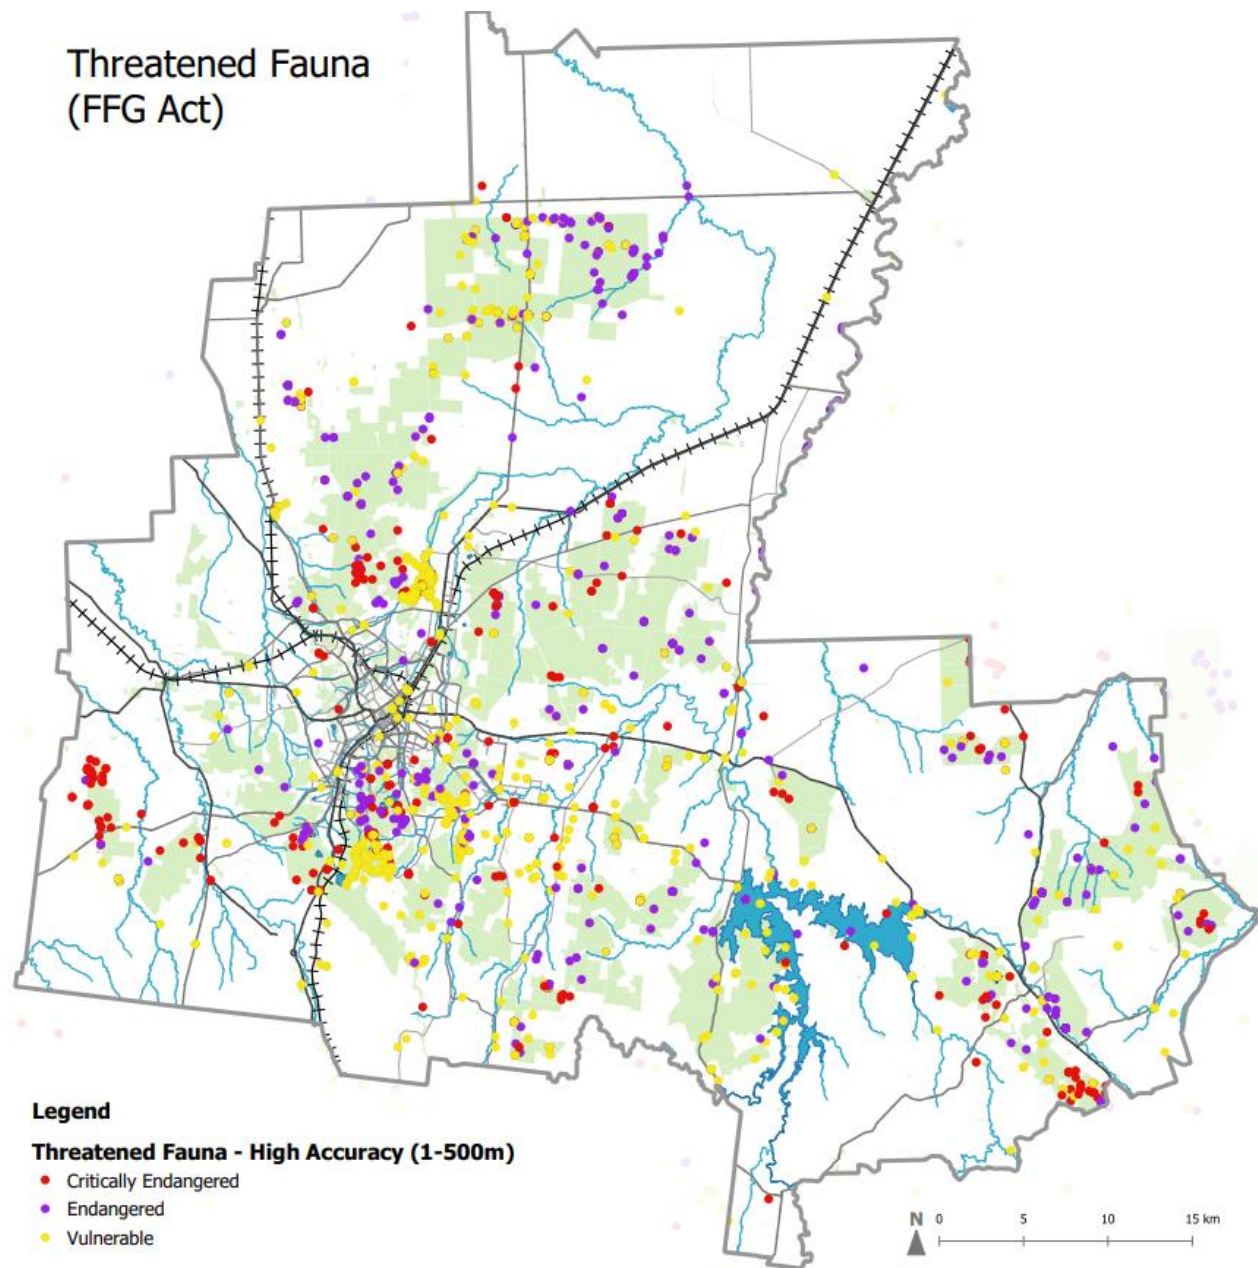 Threatened Fauna
(FFG Act)
Legend
Threatened Fauna - High Accuracy (1-500m)
Critically Endangered
Endangered
Vulnerable
N 0 5 10 15 km